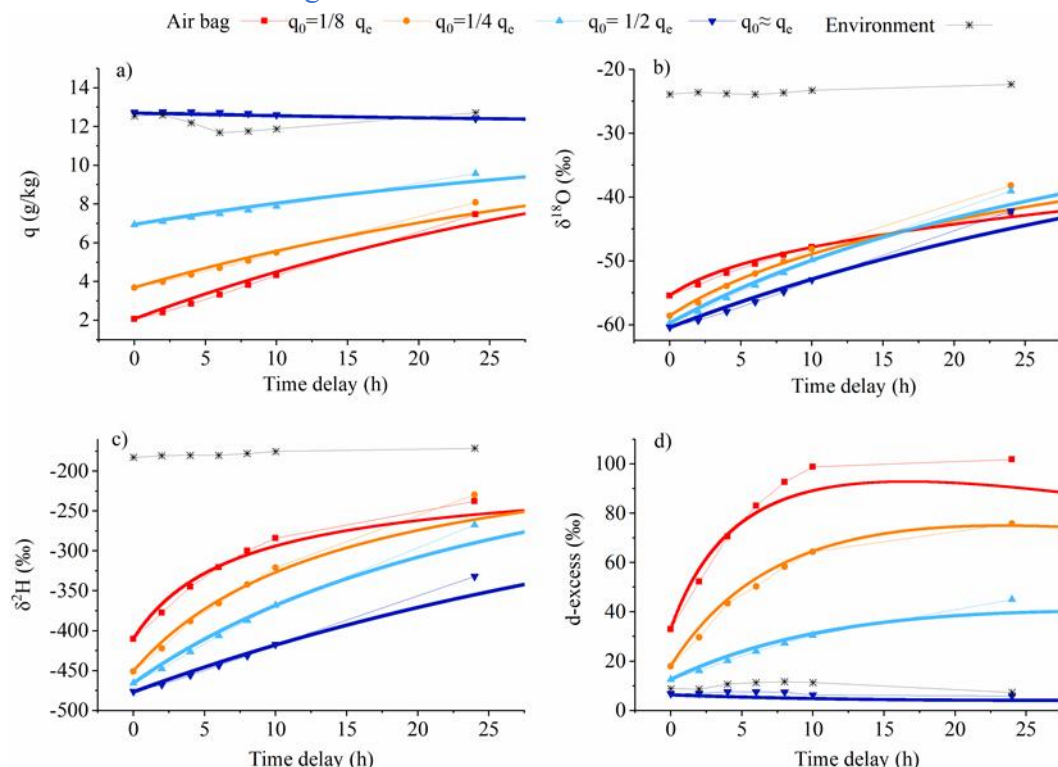 Air bag q₀=1/8 qₑ q₀=1/4 qₑ q₀= 1/2 qₑ q₀≈ qₑ Environment
a)
14
12
10
8
6
4
2
q (g/kg)
0 5 10 15 20 25
Time delay (h)
b)
-20
-30
-40
-50
-60
δ¹⁸O (‰)
0 5 10 15 20 25
Time delay (h)
c)
-200
-250
-300
-350
-400
-450
-500
δ²H (‰)
0 5 10 15 20 25
Time delay (h)
d)
100
80
60
40
20
0
d-excess (‰)
0 5 10 15 20 25
Time delay (h)